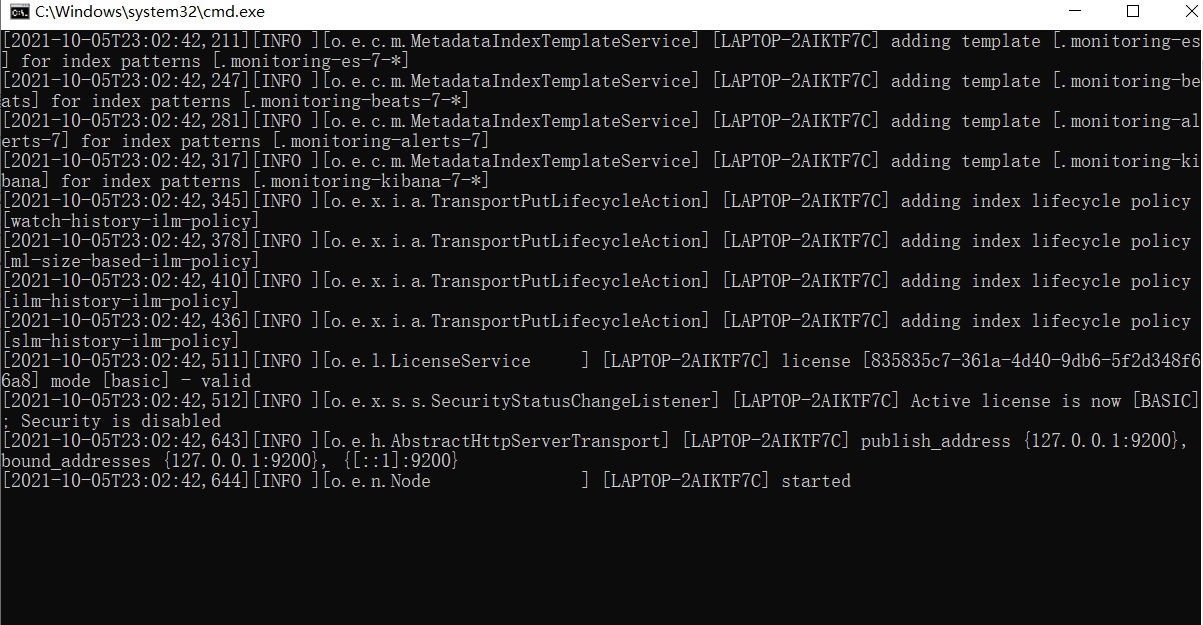 C:\Windows\system32\cmd.exe
[2021-10-05T23:02:42,211][INFO ][o.e.c.m.MetadataIndexTemplateService] [LAPTOP-2AIKTF7C] adding template [.monitoring-es
] for index patterns [.monitoring-es-7-*]
[2021-10-05T23:02:42,247][INFO ][o.e.c.m.MetadataIndexTemplateService] [LAPTOP-2AIKTF7C] adding template [.monitoring-be
ats] for index patterns [.monitoring-beats-7-*]
[2021-10-05T23:02:42,281][INFO ][o.e.c.m.MetadataIndexTemplateService] [LAPTOP-2AIKTF7C] adding template [.monitoring-al
erts-7] for index patterns [.monitoring-alerts-7]
[2021-10-05T23:02:42,317][INFO ][o.e.c.m.MetadataIndexTemplateService] [LAPTOP-2AIKTF7C] adding template [.monitoring-ki
bana] for index patterns [.monitoring-kibana-7-*]
[2021-10-05T23:02:42,345][INFO ][o.e.x.i.a.TransportPutLifecycleAction] [LAPTOP-2AIKTF7C] adding index lifecycle policy
[watch-history-ilm-policy]
[2021-10-05T23:02:42,378][INFO ][o.e.x.i.a.TransportPutLifecycleAction] [LAPTOP-2AIKTF7C] adding index lifecycle policy
[ml-size-based-ilm-policy]
[2021-10-05T23:02:42,410][INFO ][o.e.x.i.a.TransportPutLifecycleAction] [LAPTOP-2AIKTF7C] adding index lifecycle policy
[ilm-history-ilm-policy]
[2021-10-05T23:02:42,436][INFO ][o.e.x.i.a.TransportPutLifecycleAction] [LAPTOP-2AIKTF7C] adding index lifecycle policy
[slm-history-ilm-policy]
[2021-10-05T23:02:42,511][INFO ][o.e.l.LicenseService     ] [LAPTOP-2AIKTF7C] license [835835c7-361a-4d40-9db6-5f2d348f6
6a8] mode [basic] - valid
[2021-10-05T23:02:42,512][INFO ][o.e.x.s.s.SecurityStatusChangeListener] [LAPTOP-2AIKTF7C] Active license is now [BASIC]
; Security is disabled
[2021-10-05T23:02:42,643][INFO ][o.e.h.AbstractHttpServerTransport] [LAPTOP-2AIKTF7C] publish_address {127.0.0.1:9200},
bound_addresses {127.0.0.1:9200}, {[::1]:9200}
[2021-10-05T23:02:42,644][INFO ][o.e.n.Node               ] [LAPTOP-2AIKTF7C] started